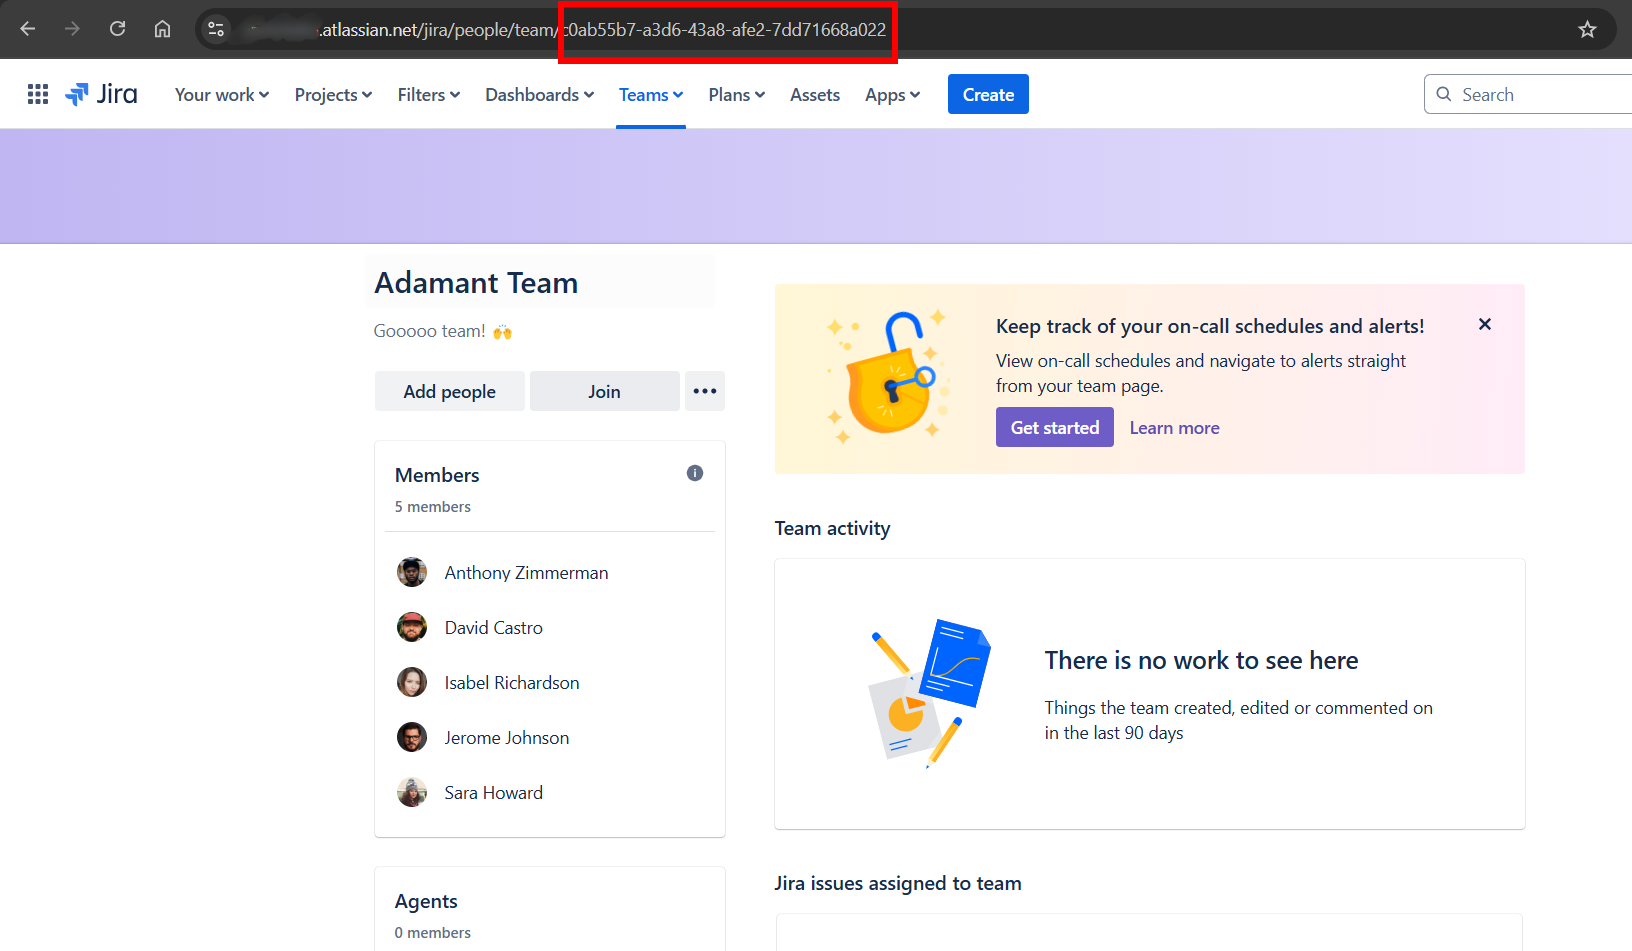 .atlassian.net/jira/people/team/c0ab55b7-a3d6-43a8-afe2-7dd71668a022
Jira Your work Projects Filters Dashboards Teams Plans Assets Apps Create Search
Adamant Team
Gooooo team! 🙌
Add people Join •••
Members
5 members
Anthony Zimmerman
David Castro
Isabel Richardson
Jerome Johnson
Sara Howard
Agents
0 members
Keep track of your on-call schedules and alerts!
View on-call schedules and navigate to alerts straight
from your team page.
Get started Learn more
Team activity
There is no work to see here
Things the team created, edited or commented on
in the last 90 days
Jira issues assigned to team